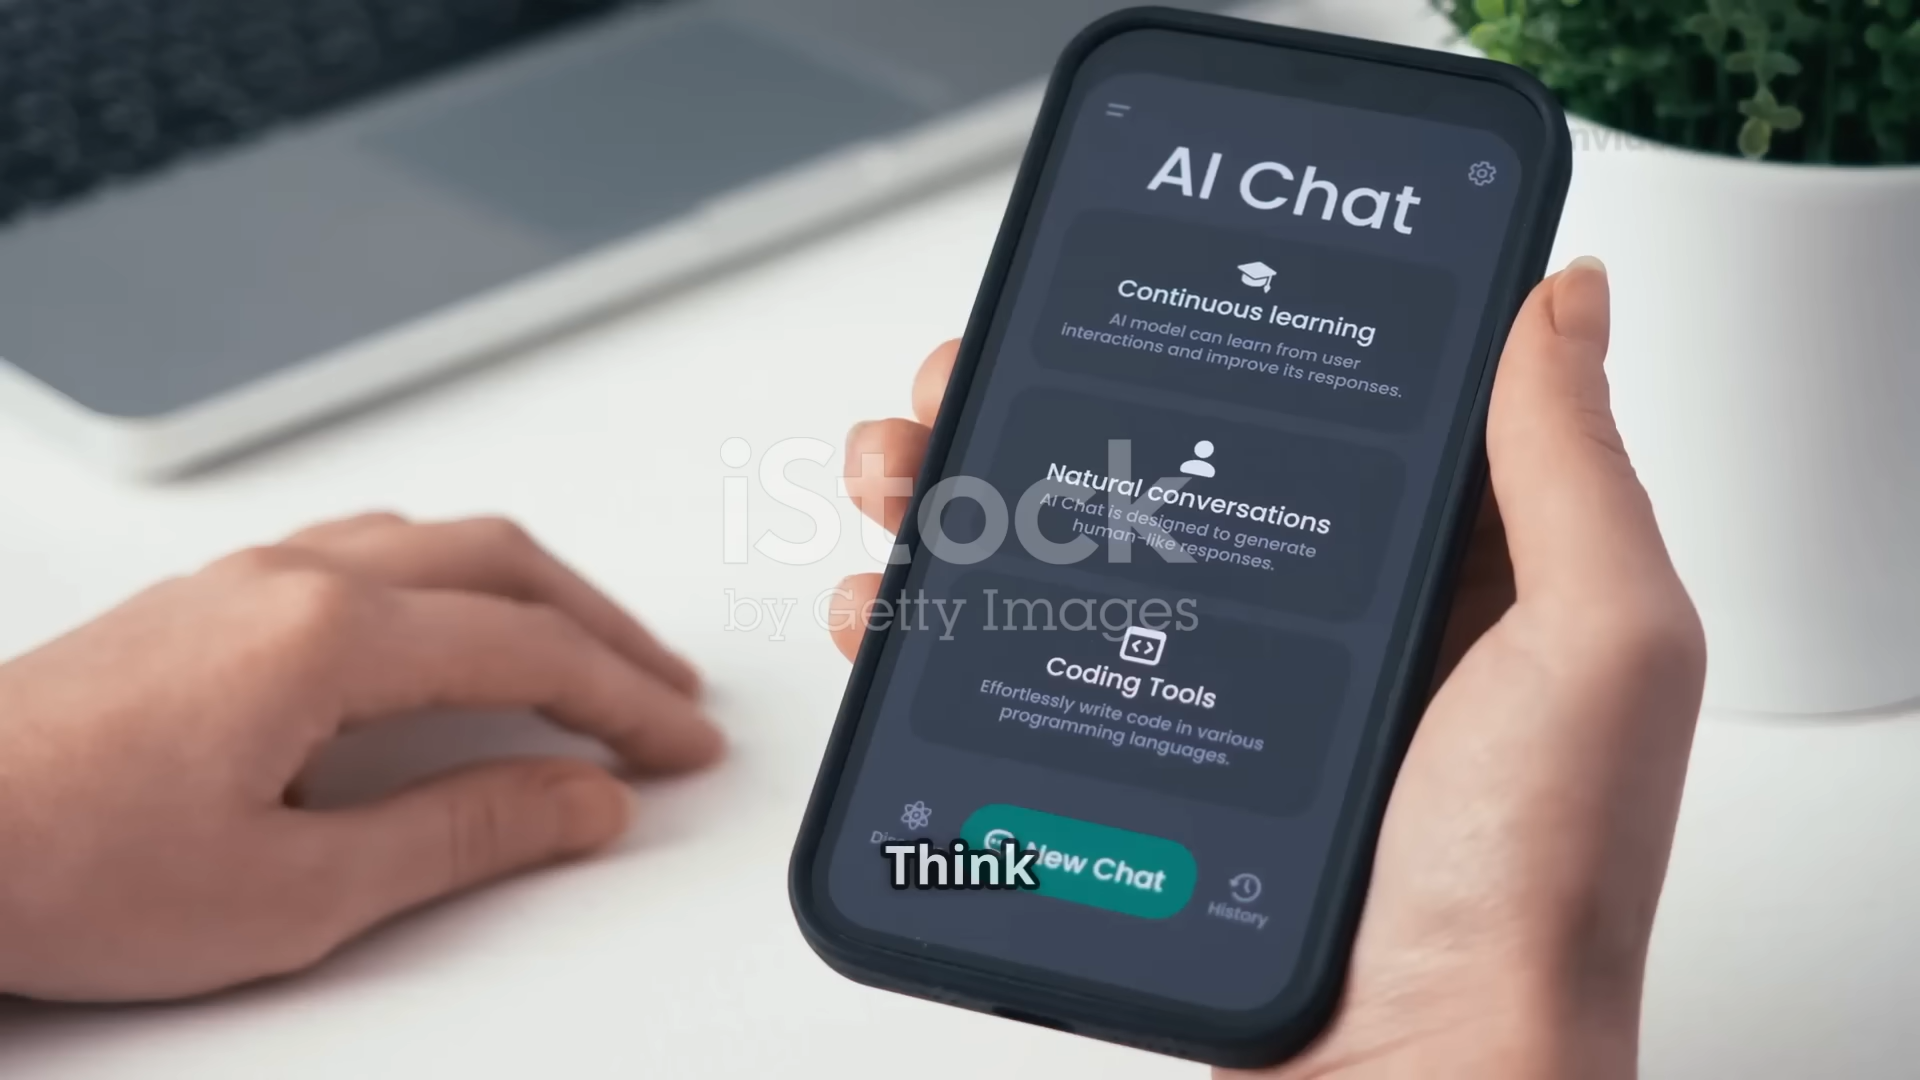 AI Chat
Continuous learning
AI model can learn from user
interactions and improve its responses.
Natural conversations
AI Chat is designed to generate
human-like responses.
Coding Tools
Effortlessly write code in various
programming languages.
New Chat
History
Think
iStock
by Getty Images